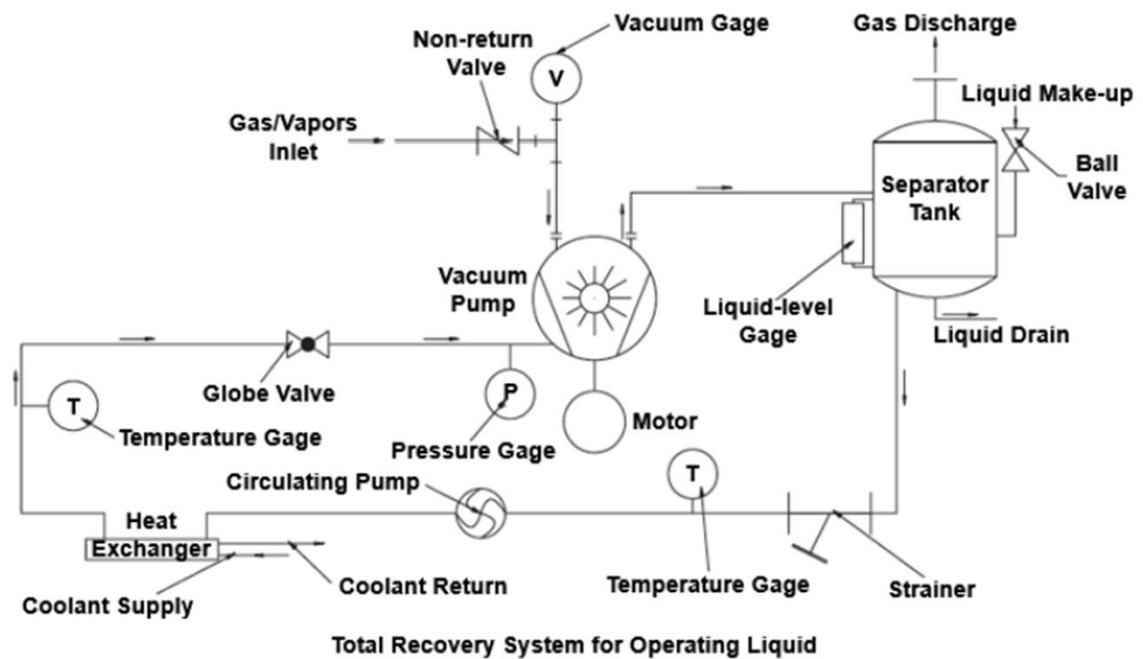 Vacuum Gage
Non-return
Valve
V
Gas Discharge
Liquid Make-up
Gas/Vapors
Inlet
Ball
Valve
Separator
Tank
Vacuum
Pump
Liquid-level
Gage
Liquid Drain
Globe Valve
T
Temperature Gage
P
Pressure Gage
Motor
Circulating Pump
T
Heat
Exchanger
Coolant Return
Coolant Supply
Temperature Gage
Strainer
Total Recovery System for Operating Liquid